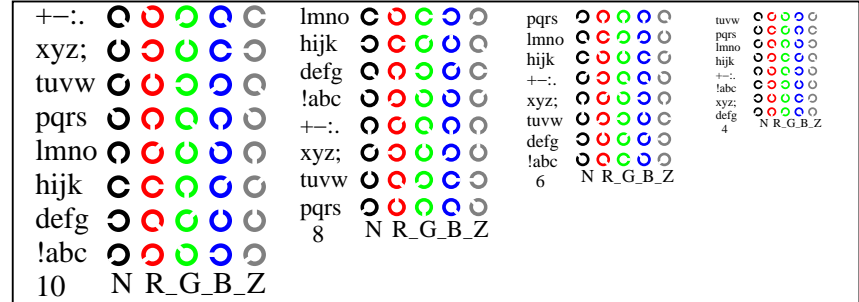 +−:.
xyz;
tuvw
pqrs
lmno
hijk
defg
!abc
10 N R_G_B_Z
lmno
hijk
defg
!abc
+−:.
xyz;
tuvw
pqrs
8 N R_G_B_Z
pqrs
lmno
hijk
+−:.
xyz;
tuvw
defg
!abc
6 N R_G_B_Z
tuvw
pqrs
lmno
hijk
+−:.
!abc
xyz;
defg
4 N R_G_B_Z